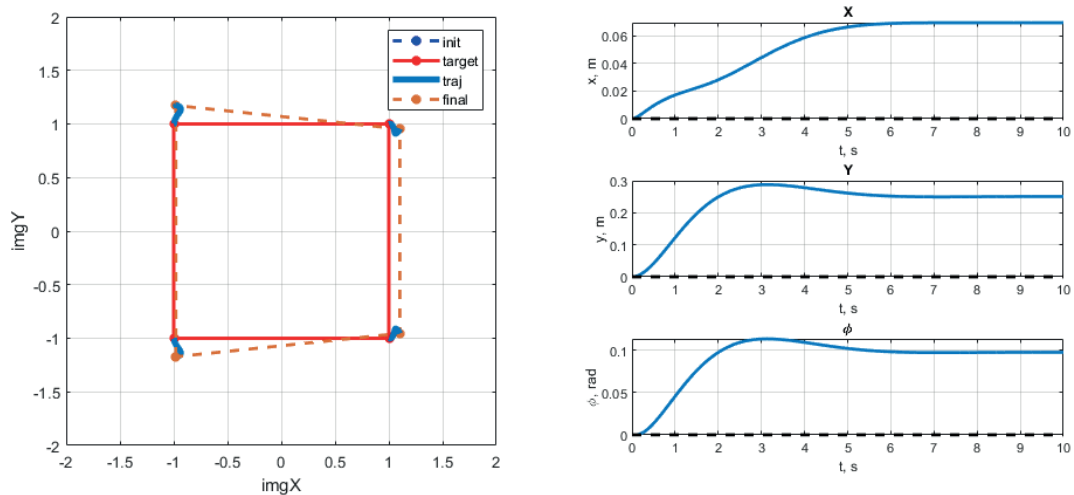 2
1.5
1
0.5
0
-0.5
-1
-1.5
-2
imgY
-2 -1.5 -1 -0.5 0 0.5 1 1.5 2
imgX
init
target
traj
final
X
0.06
0.04
0.02
0
x, m
0 1 2 3 4 5 6 7 8 9 10
t, s
Y
0.3
0.2
0.1
0
y, m
0 1 2 3 4 5 6 7 8 9 10
t, s
ϕ
0.1
0.05
0
ϕ, rad
0 1 2 3 4 5 6 7 8 9 10
t, s